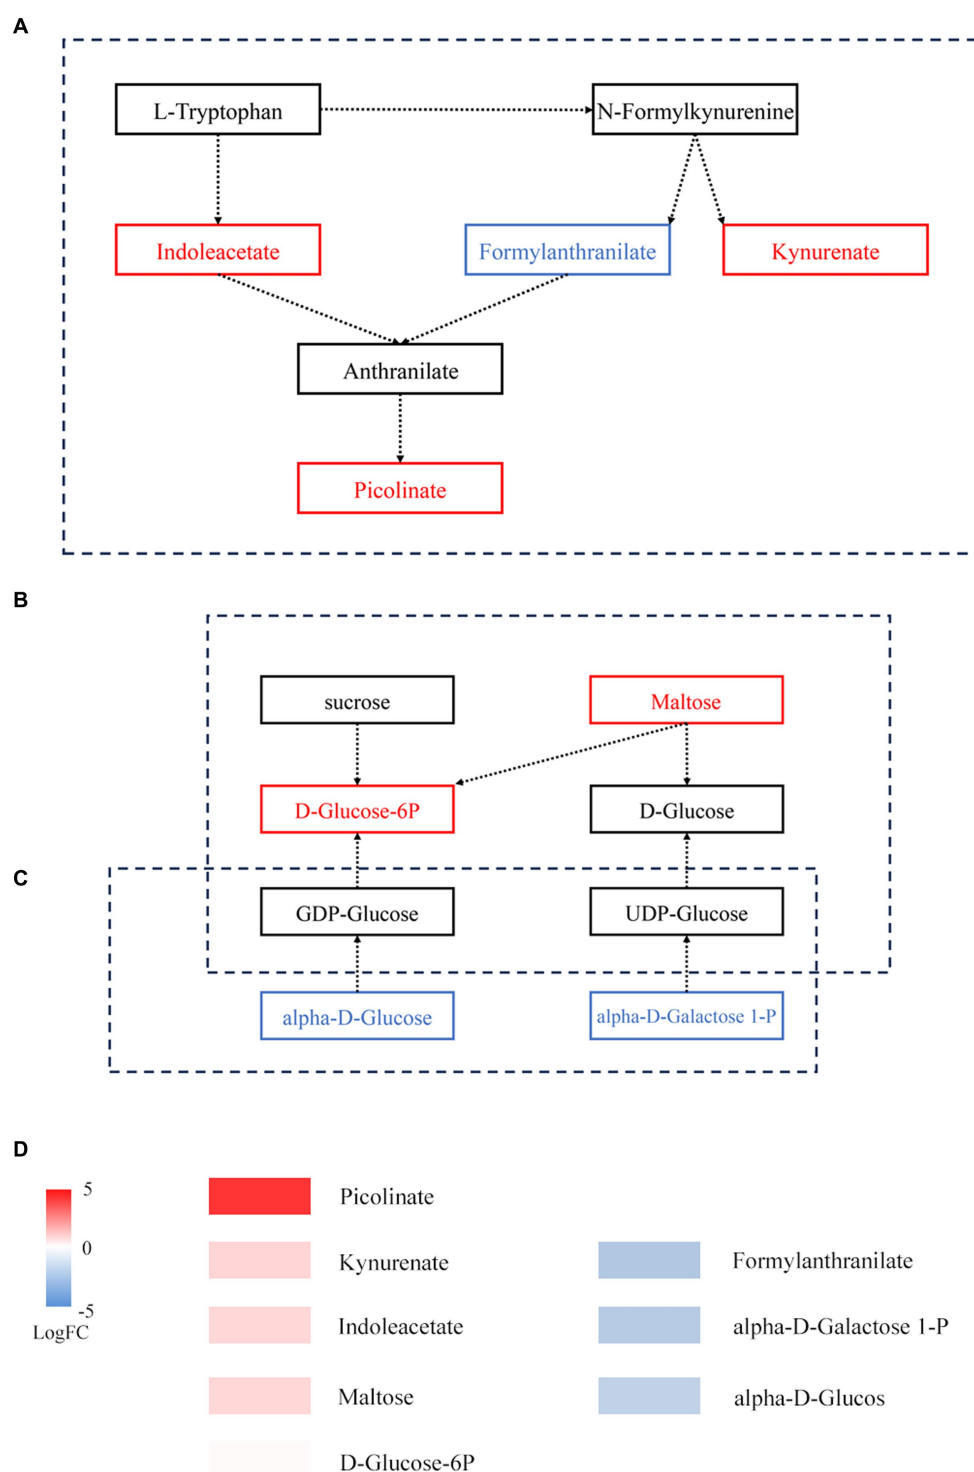 A
L-Tryptophan
N-Formylkynurenine
Indoleacetate
Formylanthranilate
Kynurenate
Anthranilate
Picolinate
B
sucrose
Maltose
D-Glucose-6P
D-Glucose
C
GDP-Glucose
UDP-Glucose
alpha-D-Glucose
alpha-D-Galactose 1-P
D
5
0
-5
LogFC
Picolinate
Kynurenate
Formylanthranilate
Indoleacetate
alpha-D-Galactose 1-P
Maltose
alpha-D-Glucos
D-Glucose-6P